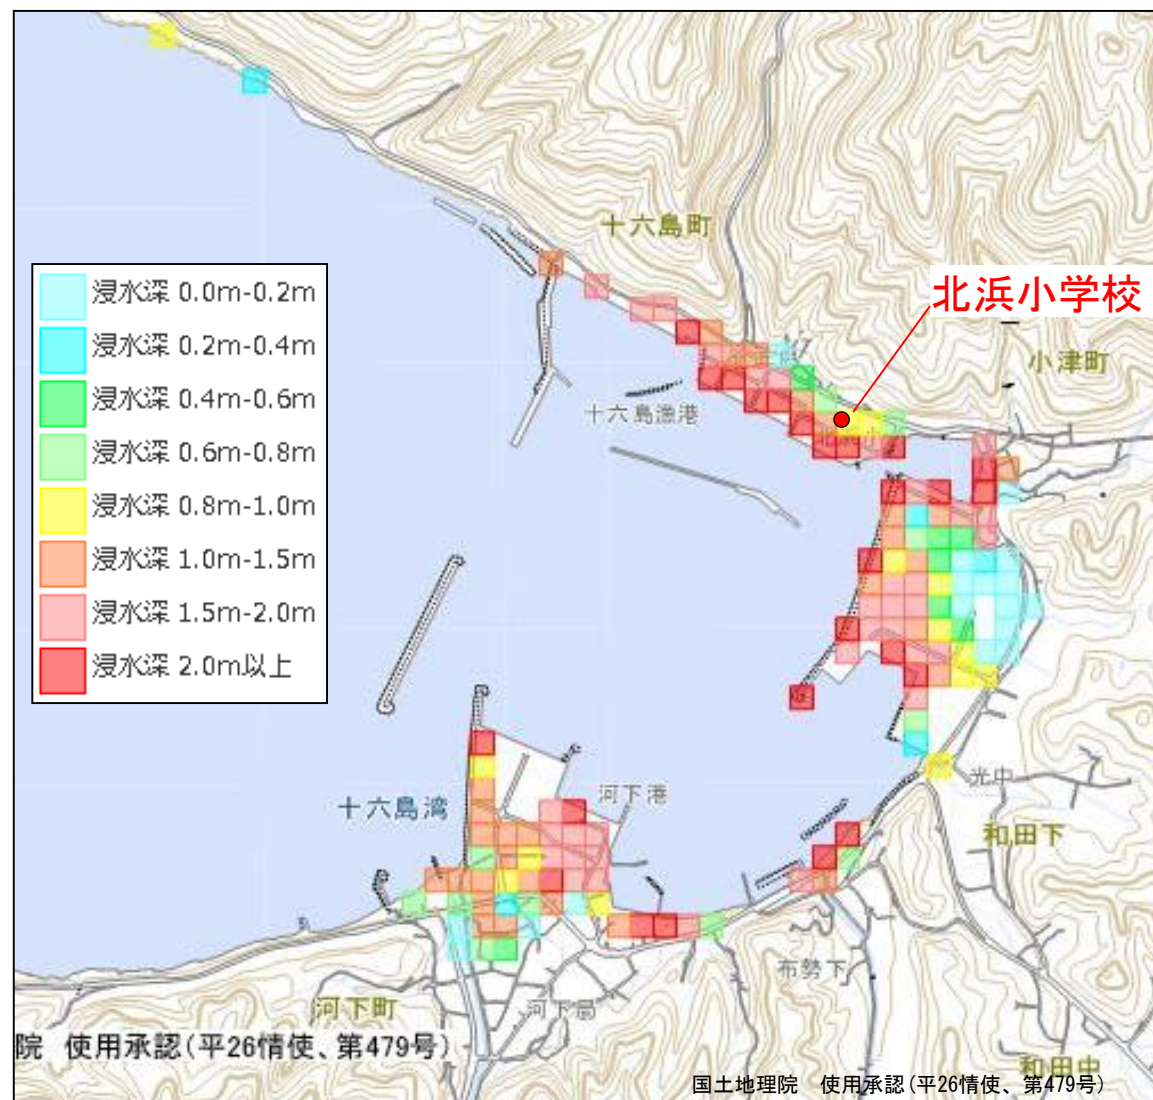 十六島町
北浜小学校
浸水深 0.0m-0.2m
浸水深 0.2m-0.4m
浸水深 0.4m-0.6m
浸水深 0.6m-0.8m
浸水深 0.8m-1.0m
浸水深 1.0m-1.5m
浸水深 1.5m-2.0m
浸水深 2.0m以上
小津町
十六島漁港
光中
河下港
十六島湾
和田下
布勢下
河下町
河下局
院 使用承認(平26情使、第479号)
和田中
国土地理院 使用承認(平26情使、第479号)